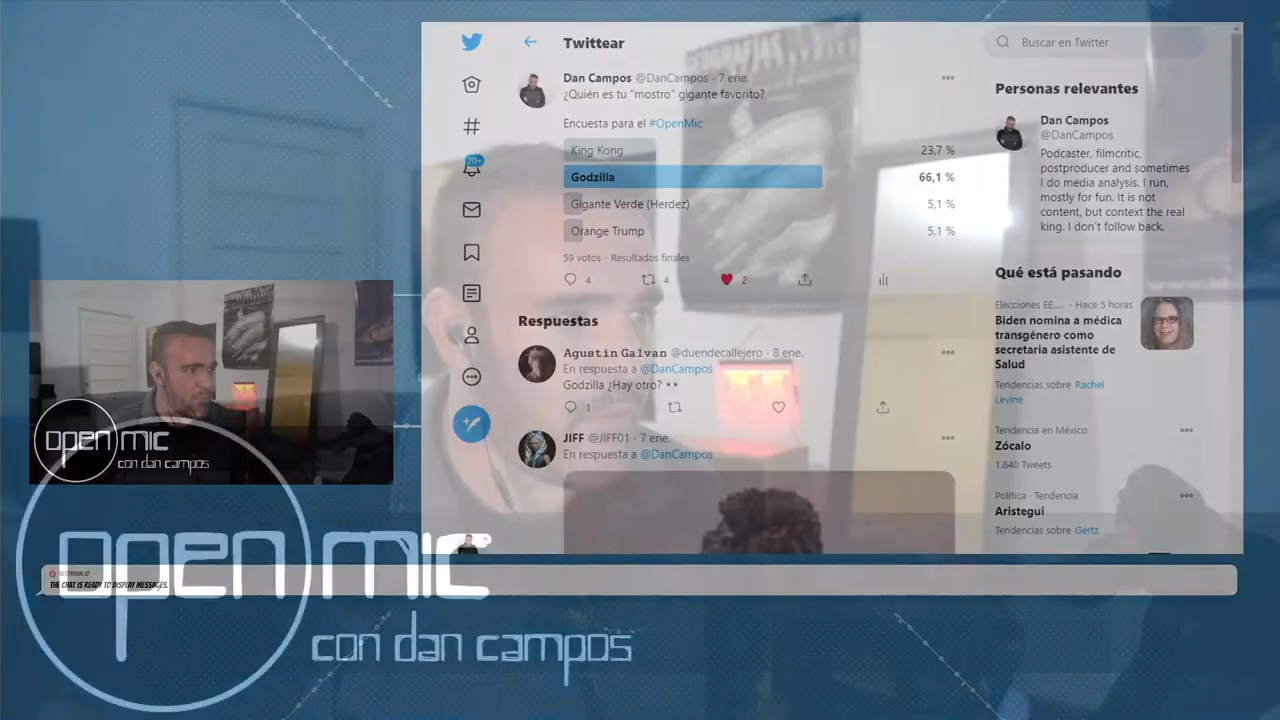 Twittear
Dan Campos @DanCampos · 7 ene.
¿Quién es tu "mostro" gigante favorito?
Encuesta para el #OpenMic
King Kong 23,7 %
Godzilla 66,1 %
Gigante Verde (Herdez) 5,1 %
Orange Trump 5,1 %
59 votos · Resultados finales
4 4 2
Respuestas
Agustin Galvan @duendecallejero · 8 ene.
En respuesta a @DanCampos
Godzilla ¿Hay otro?
1
JIFF @JIFF01 · 7 ene.
En respuesta a @DanCampos
20+
Buscar en Twitter
Personas relevantes
Dan Campos
@DanCampos
Podcaster, filmcritic,
postproducer and sometimes
I do media analysis. I run,
mostly for fun. It is not
content, but context the real
king. I don't follow back.
Qué está pasando
Elecciones EE.... · Hace 5 horas
Biden nomina a médica
transgénero como
secretaria asistente de
Salud
Tendencias sobre Rachel
Levine
Tendencia en México
Zócalo
1.640 Tweets
Política · Tendencia
Aristegui
Tendencias sobre Gertz
open mic
con dan campos
THE CHAT IS READY TO DISPLAY MESSAGES.
open mic
con dan campos